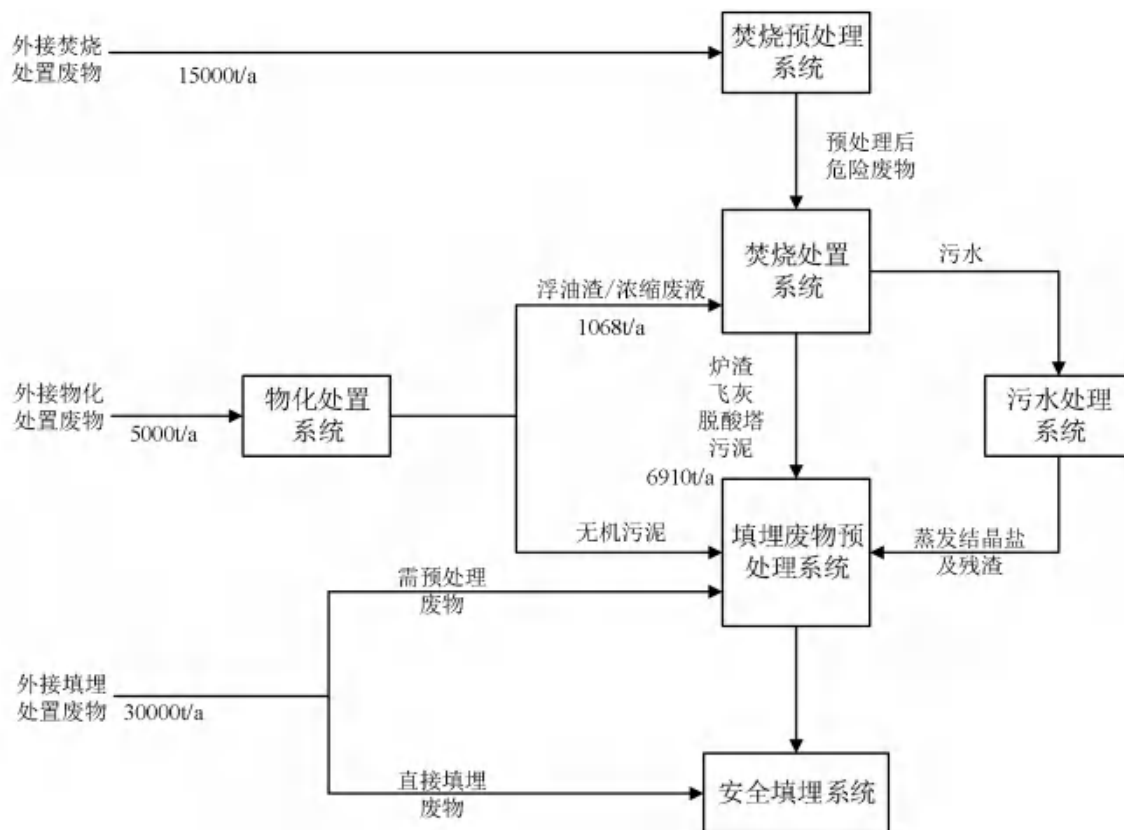 外接焚烧
处置废物
15000t/a
焚烧预处理
系统
预处理后
危险废物
焚烧处置
系统
污水
浮油渣/浓缩废液
1068t/a
外接物化
处置废物
5000t/a
物化处置
系统
炉渣
飞灰
脱酸塔
污泥
6910t/a
污水处理
系统
无机污泥
填埋废物预
处理系统
蒸发结晶盐
及残渣
需预处理
废物
外接填埋
处置废物
30000t/a
直接填埋
废物
安全填埋系统